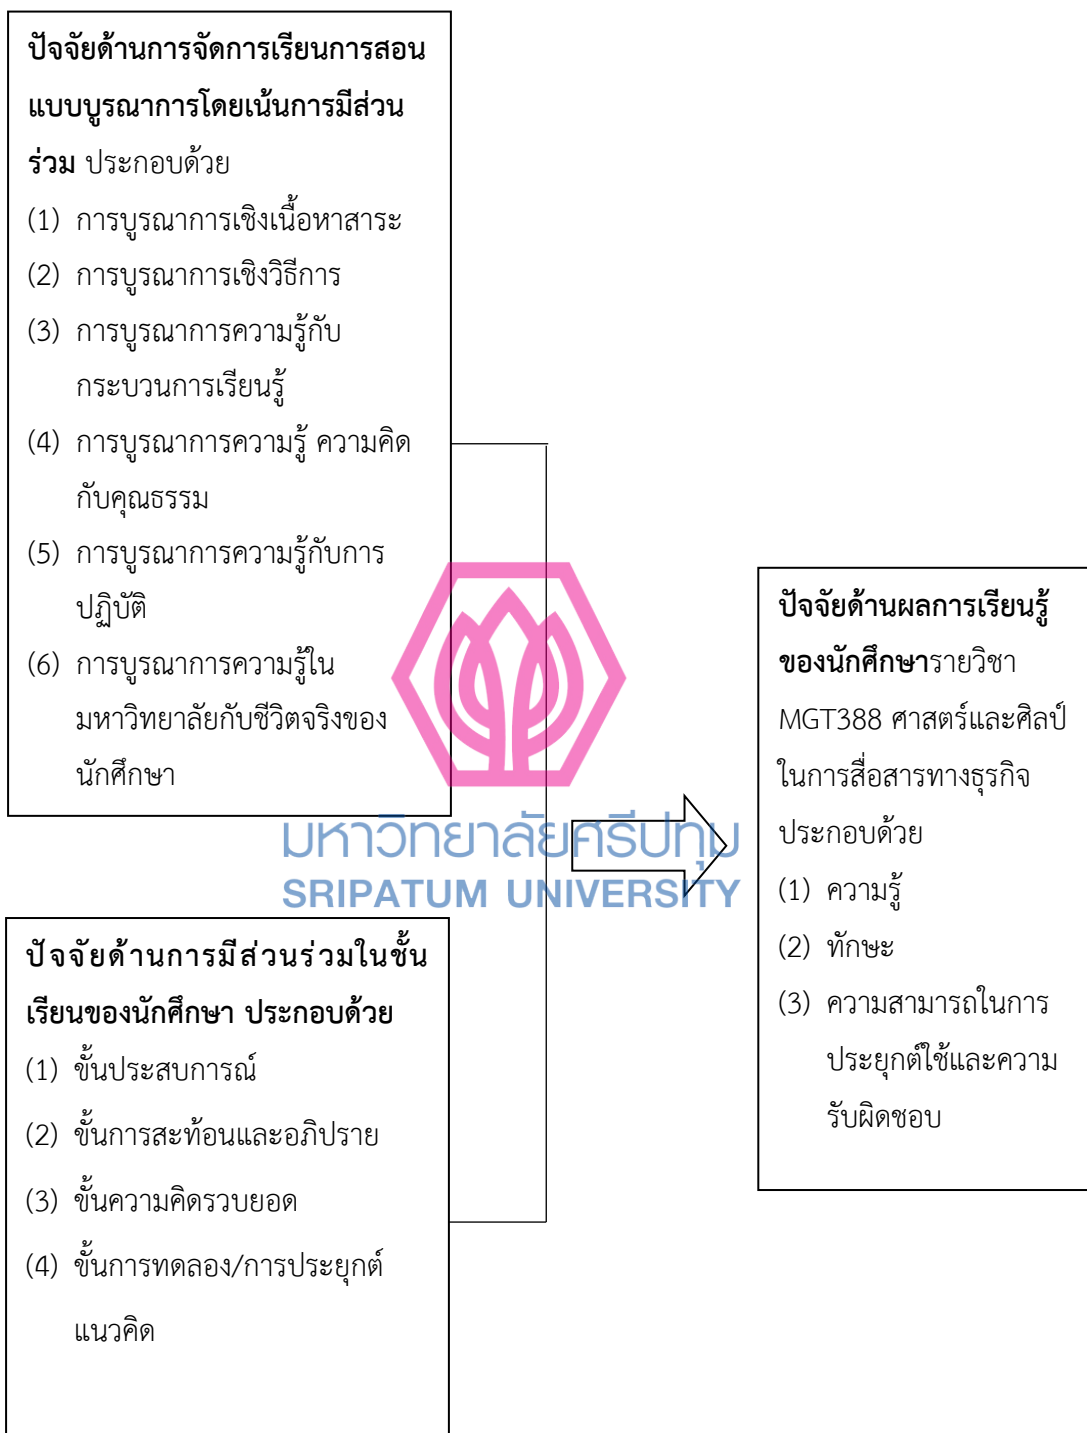 ปัจจัยด้านการจัดการเรียนการสอน
แบบบูรณาการโดยเน้นการมีส่วน
ร่วม ประกอบด้วย
(1) การบูรณาการเชิงเนื้อหาสาระ
(2) การบูรณาการเชิงวิธีการ
(3) การบูรณาการความรู้กับ
กระบวนการเรียนรู้
(4) การบูรณาการความรู้ ความคิด
กับคุณธรรม
(5) การบูรณาการความรู้กับการ
ปฏิบัติ
(6) การบูรณาการความรู้ใน
มหาวิทยาลัยกับชีวิตจริงของ
นักศึกษา
มหาวิทยาลัยศรีปทุม
SRIPATUM UNIVERSITY
ปัจจัยด้านการมีส่วนร่วมในชั้น
เรียนของนักศึกษา ประกอบด้วย
(1) ขั้นประสบการณ์
(2) ขั้นการสะท้อนและอภิปราย
(3) ขั้นความคิดรวบยอด
(4) ขั้นการทดลอง/การประยุกต์
แนวคิด
ปัจจัยด้านผลการเรียนรู้
ของนักศึกษารายวิชา
MGT388 ศาสตร์และศิลป์
ในการสื่อสารทางธุรกิจ
ประกอบด้วย
(1) ความรู้
(2) ทักษะ
(3) ความสามารถในการ
ประยุกต์ใช้และความ
รับผิดชอบ